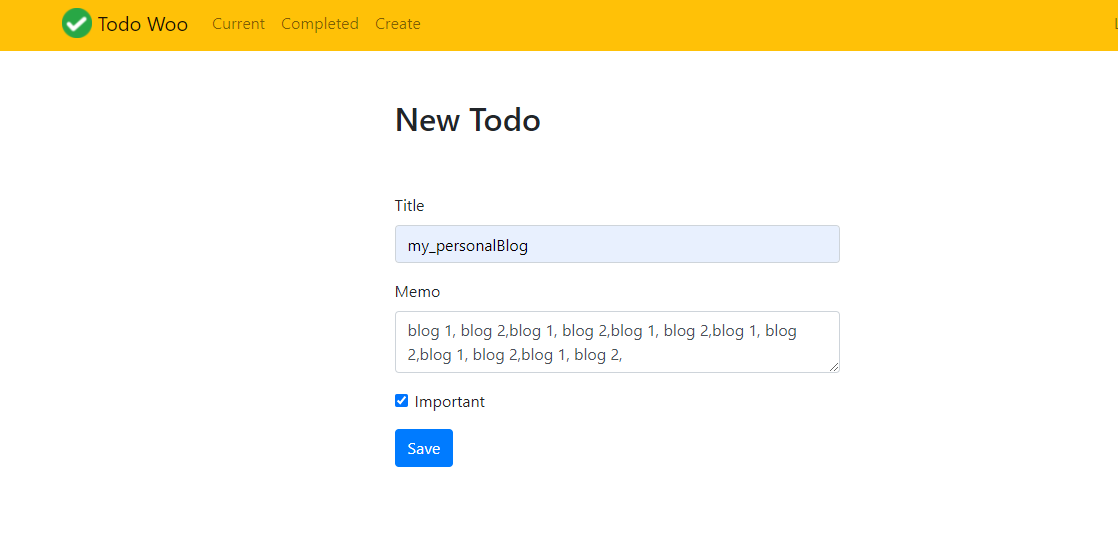 Todo Woo Current Completed Create
New Todo
Title
my_personalBlog
Memo
blog 1, blog 2,blog 1, blog 2,blog 1, blog 2,blog 1, blog
2,blog 1, blog 2,blog 1, blog 2,
Important
Save